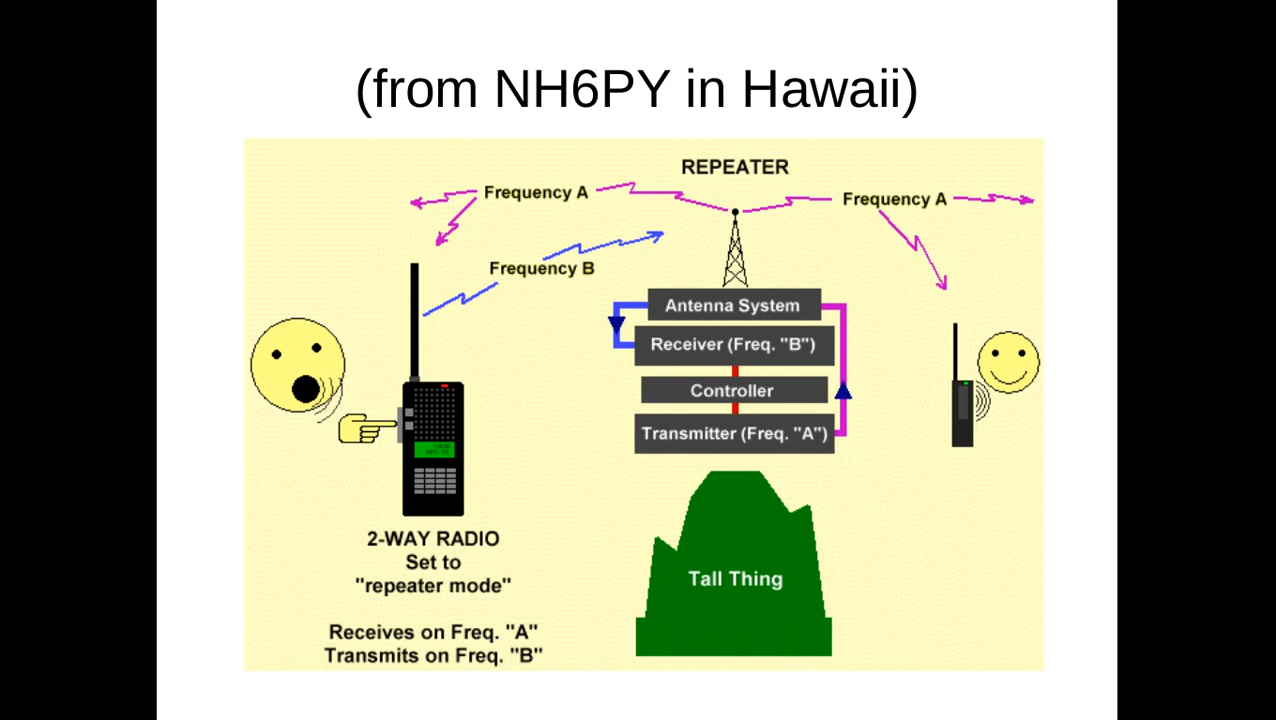 (from NH6PY in Hawaii)
REPEATER
Frequency A
Frequency A
Frequency B
Antenna System
Receiver (Freq. "B")
Controller
Transmitter (Freq. "A")
2-WAY RADIO
Set to
"repeater mode"
Receives on Freq. "A"
Transmits on Freq. "B"
Tall Thing